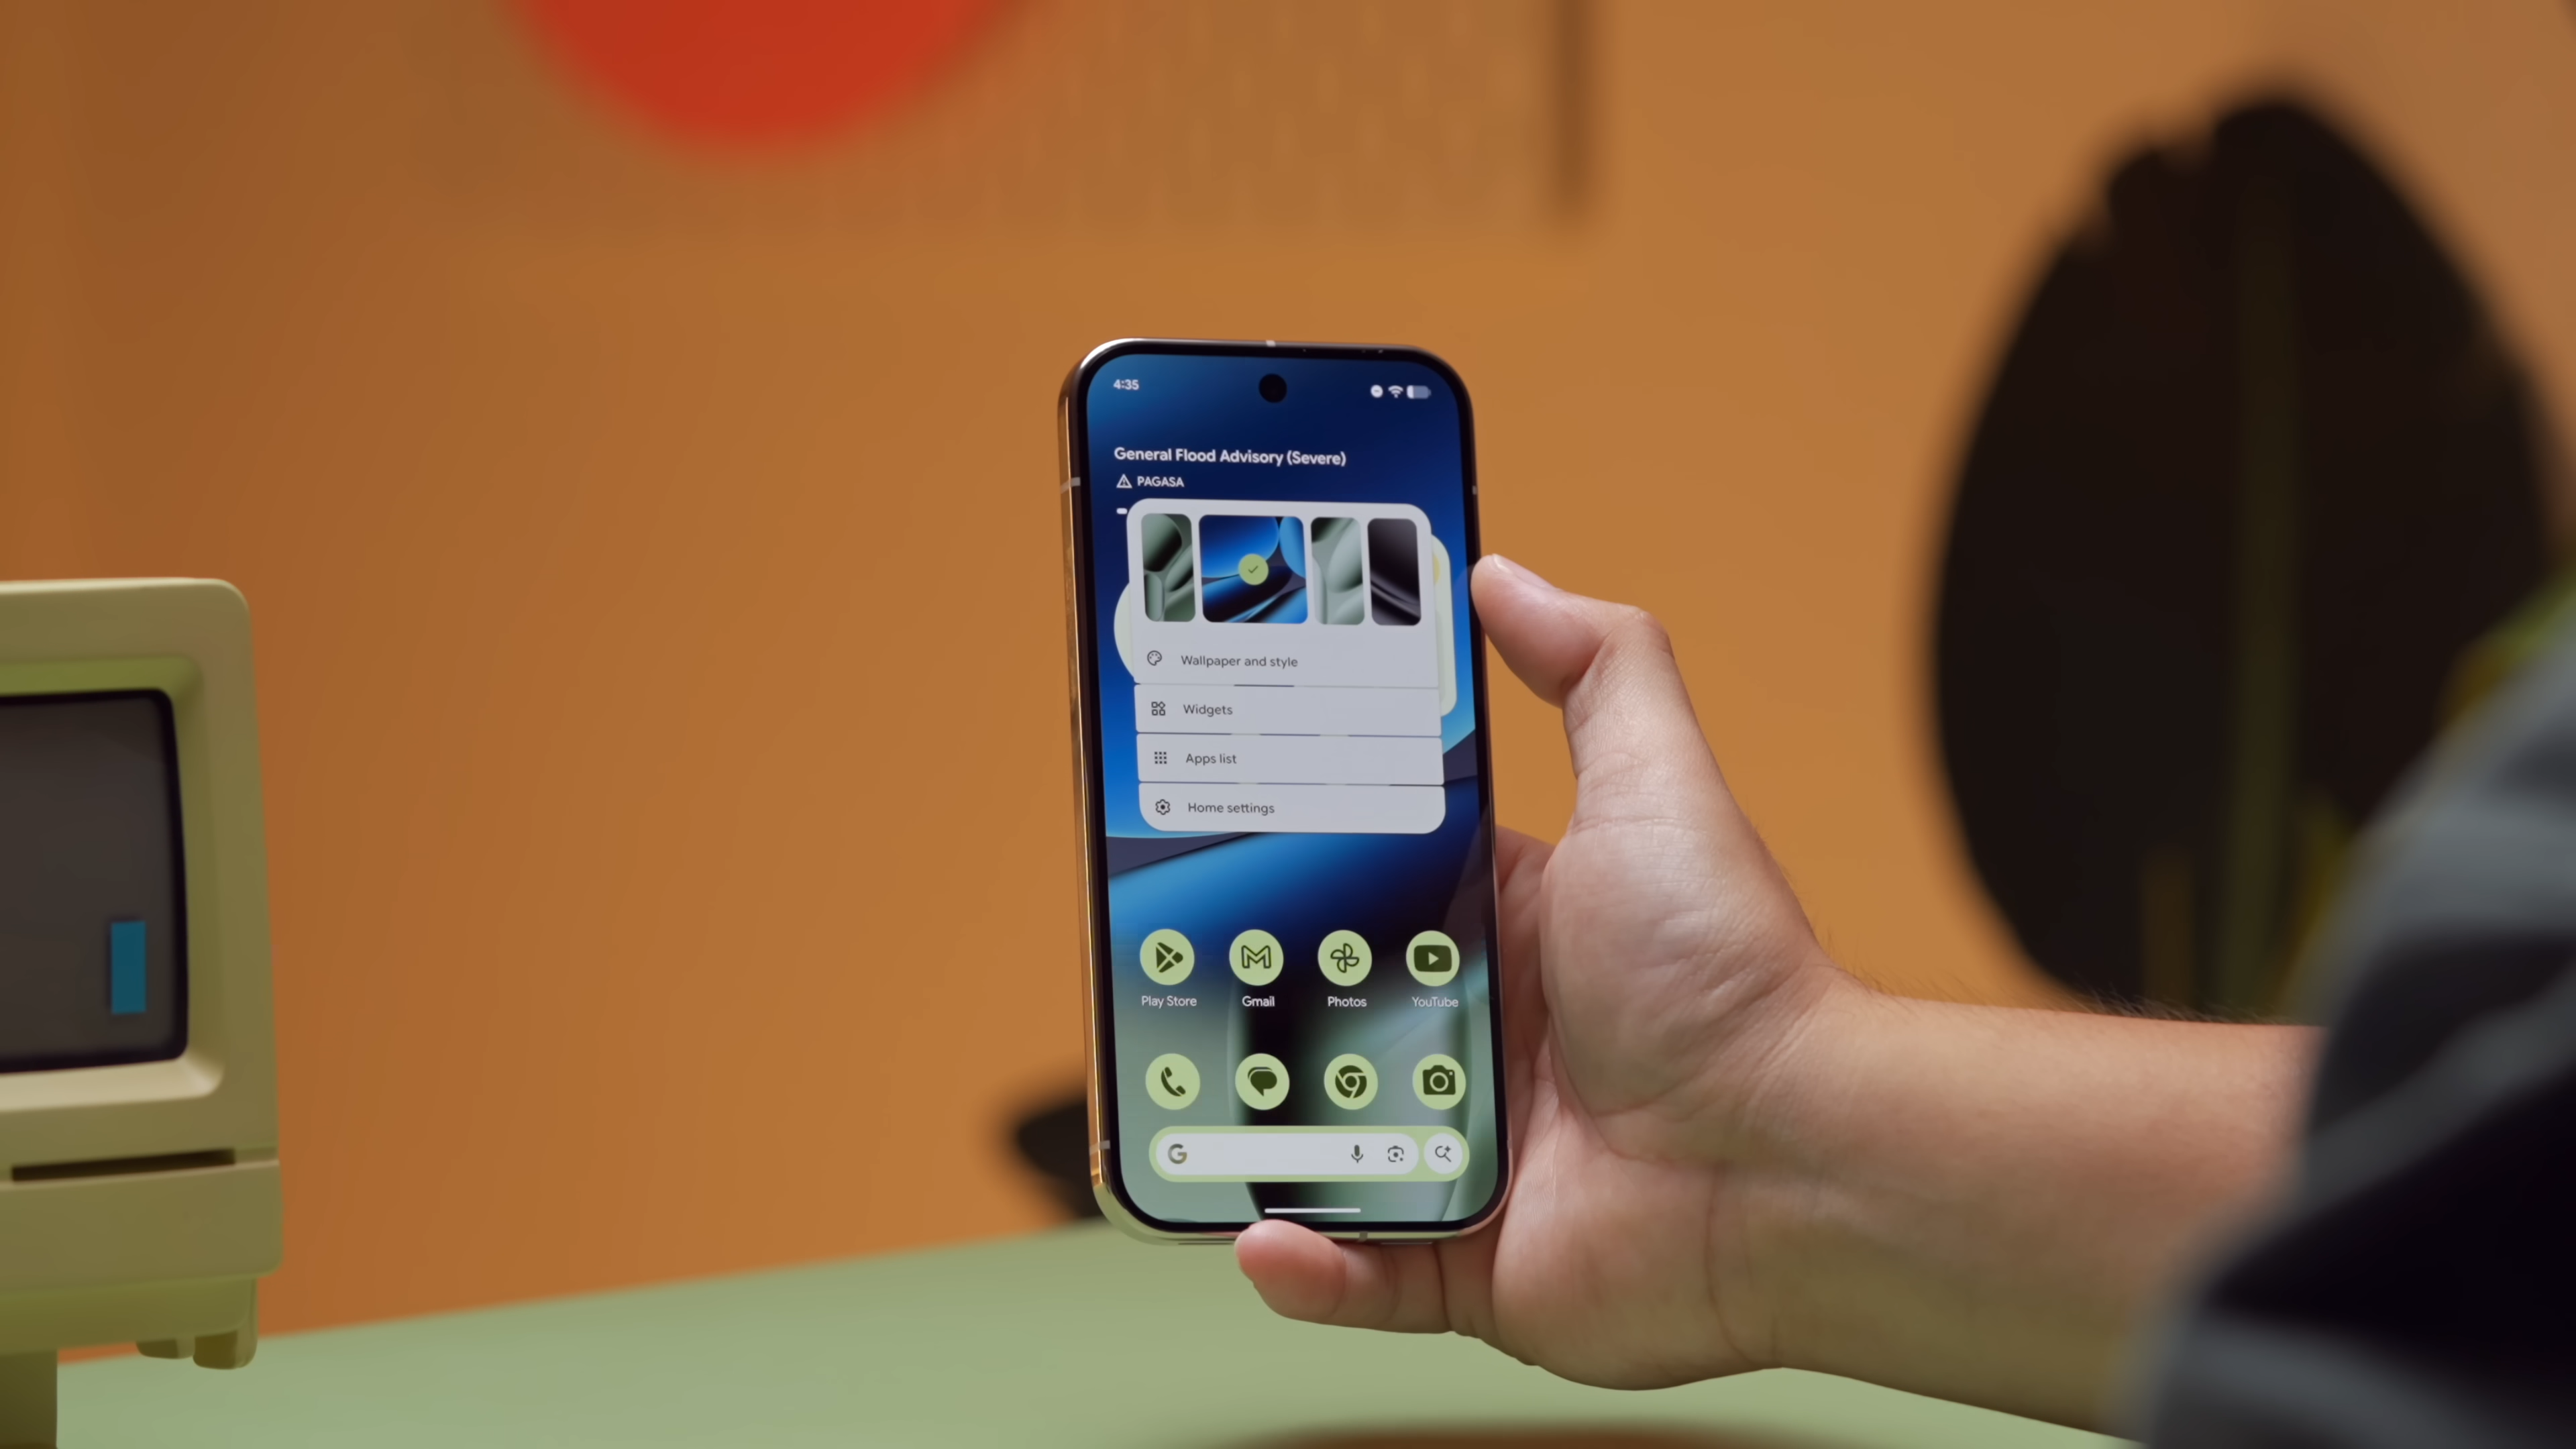 4:35
General Flood Advisory (Severe)
PAGASA
Wallpaper and style
Widgets
Apps list
Home settings
Play Store
Gmail
Photos
YouTube
G